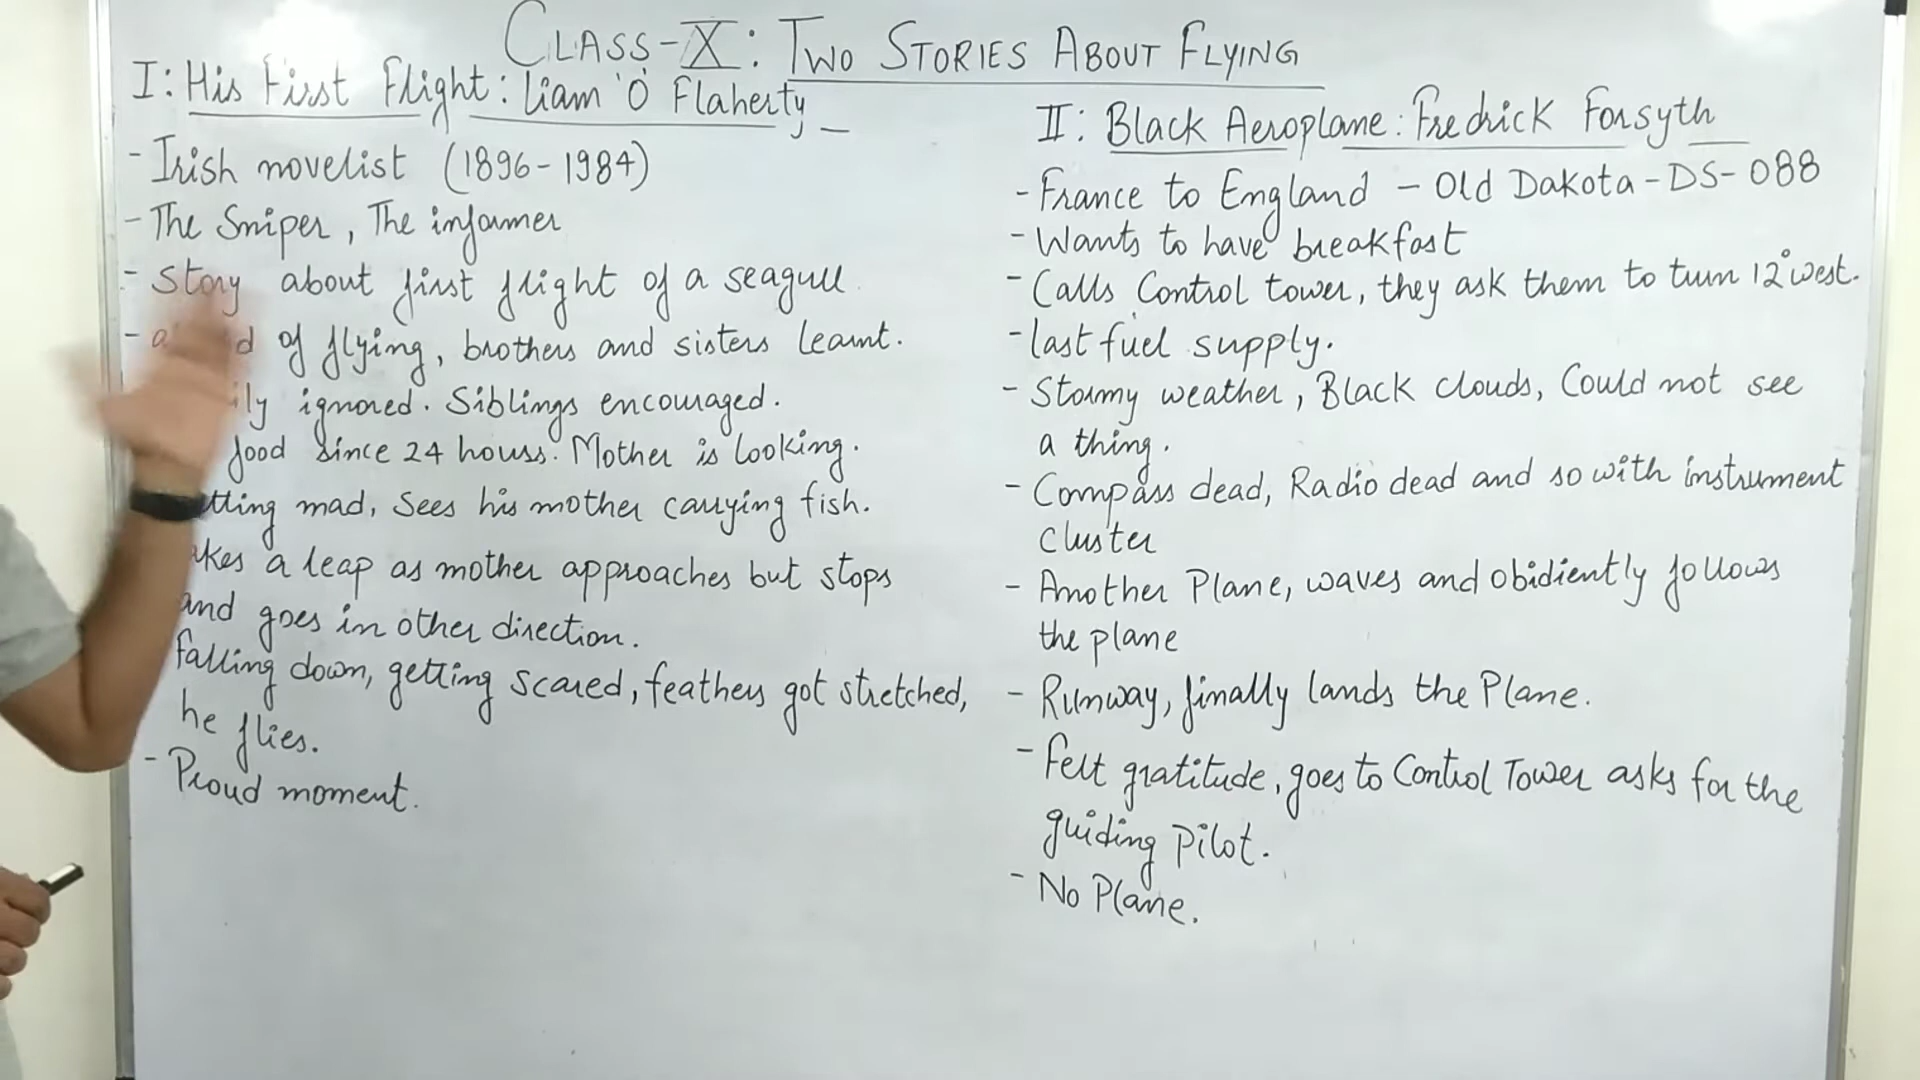 CLASS-X: TWO STORIES ABOUT FLYING
I: His First Flight: Liam 'O' Flaherty
- Irish novelist (1896-1984)
- The Sniper, The informer
- Story about first flight of a seagull
- of flying, brothers and sisters learnt.
ignored. Siblings encouraged.
food since 24 hours. Mother is looking.
mad, Sees his mother carrying fish.
a leap as mother approaches but stops
and goes in other direction.
falling down, getting scared, feathers got stretched,
he flies.
- Proud moment.
II: Black Aeroplane: Fredrick Forsyth
- France to England - Old Dakota - DS-088
- Wants to have breakfast
- Calls Control tower, they ask them to turn 12° west.
- last fuel supply.
- Stormy weather, Black clouds, Could not see
a thing.
- Compass dead, Radio dead and so with instrument
cluster
- Another Plane, waves and obidiently follows
the plane
- Runway, finally lands the Plane.
- Felt gratitude, goes to Control Tower asks for the
guiding pilot.
- No Plane.